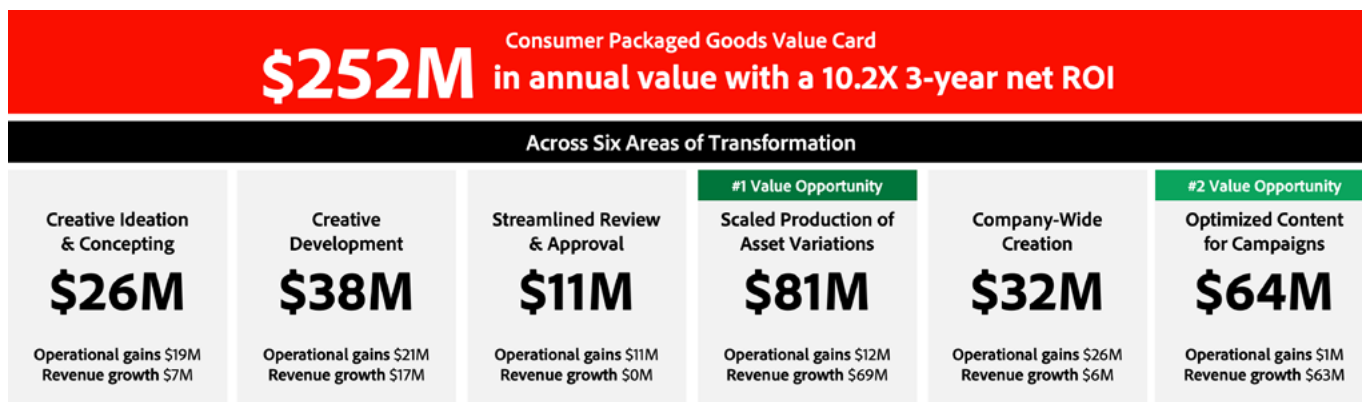 Consumer Packaged Goods Value Card
$252M in annual value with a 10.2X 3-year net ROI
Across Six Areas of Transformation
Creative Ideation
& Concepting
$26M
Operational gains $19M
Revenue growth $7M
Creative
Development
$38M
Operational gains $21M
Revenue growth $17M
Streamlined Review
& Approval
$11M
Operational gains $11M
Revenue growth $0M
#1 Value Opportunity
Scaled Production of
Asset Variations
$81M
Operational gains $12M
Revenue growth $69M
Company-Wide
Creation
$32M
Operational gains $26M
Revenue growth $6M
#2 Value Opportunity
Optimized Content
for Campaigns
$64M
Operational gains $1M
Revenue growth $63M